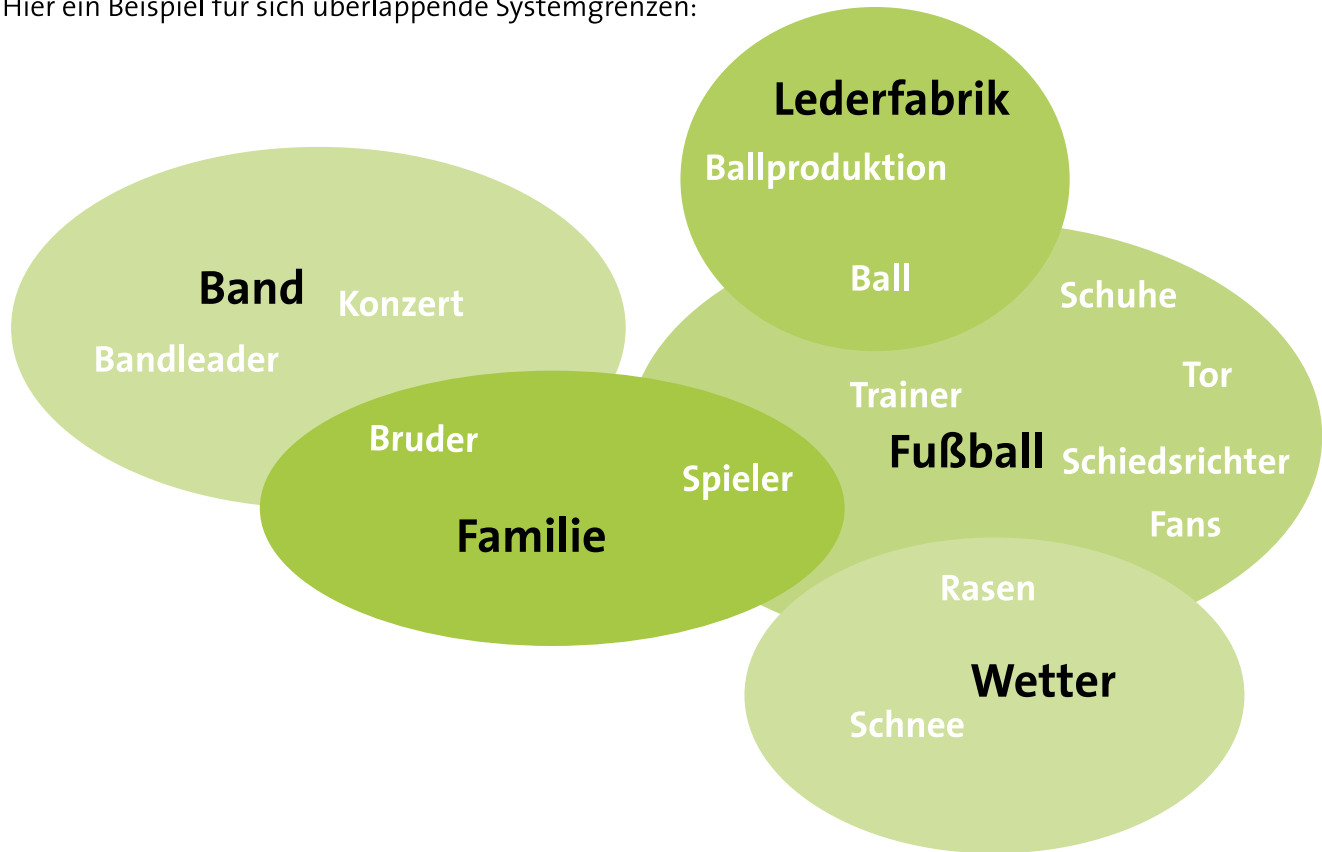 Hier ein Beispiel für sich überlappende Systemgrenzen:
Lederfabrik
Ballproduktion
Ball
Band
Konzert
Bandleader
Schuhe
Tor
Trainer
Fußball
Schiedsrichter
Fans
Bruder
Spieler
Familie
Rasen
Wetter
Schnee